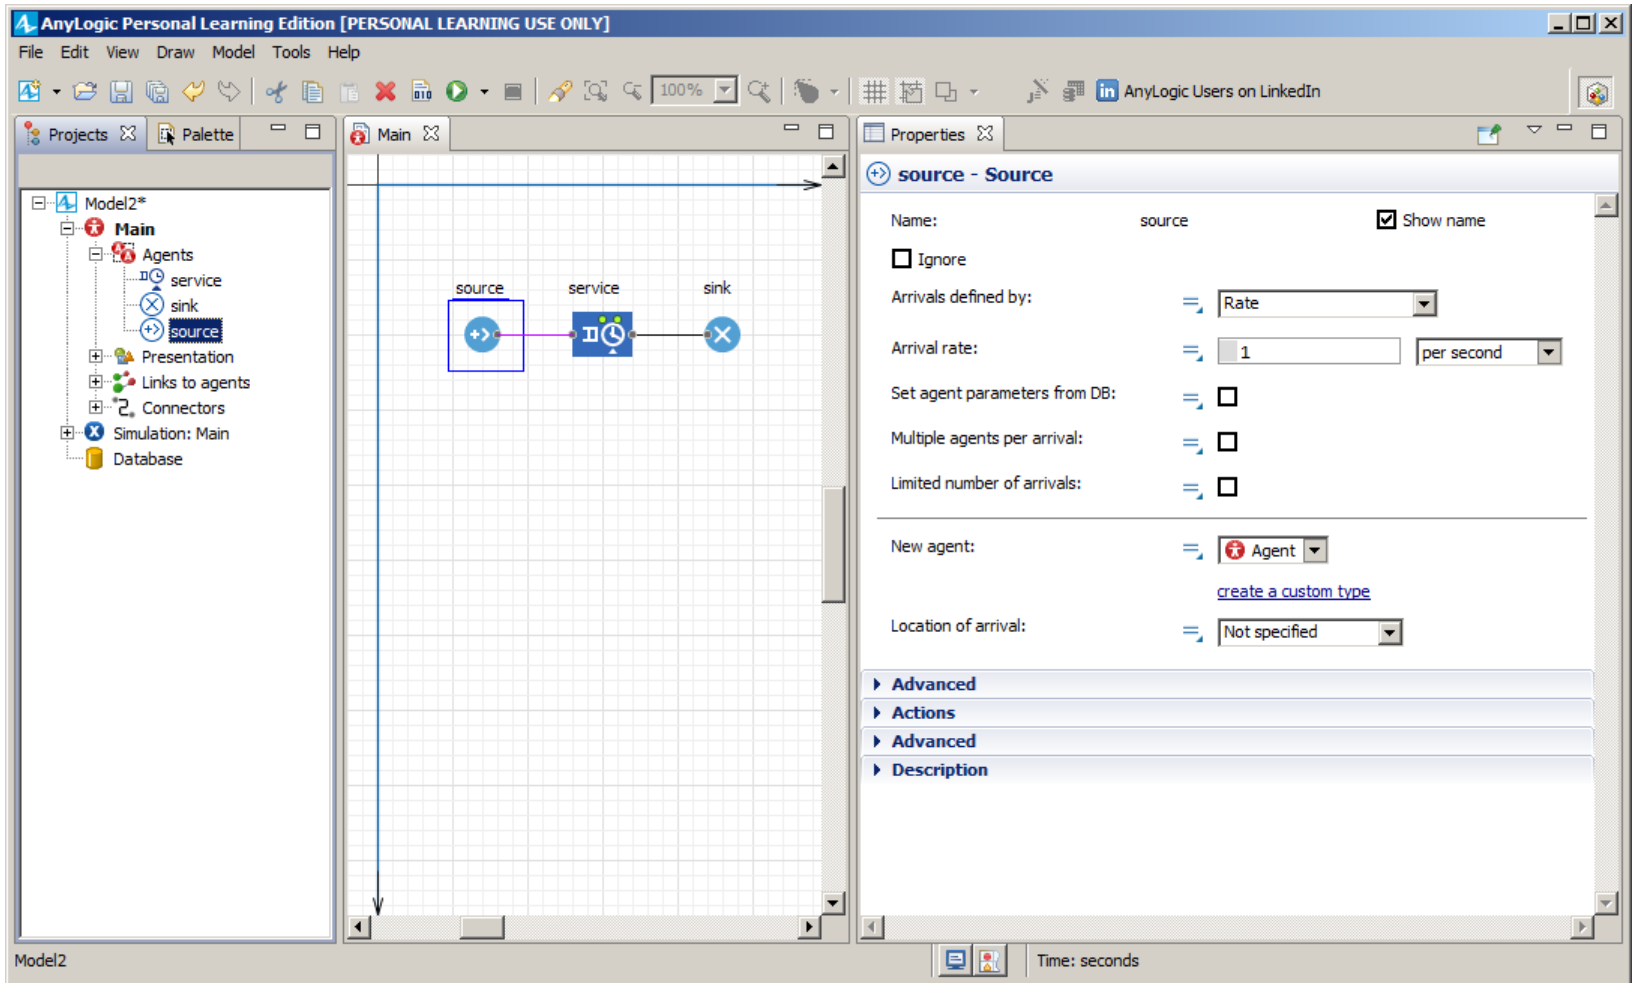 AnyLogic Personal Learning Edition [PERSONAL LEARNING USE ONLY]
File Edit View Draw Model Tools Help
100% AnyLogic Users on LinkedIn
Projects Palette
Model2*
Main
Agents
service
sink
source
Presentation
Links to agents
Connectors
Simulation: Main
Database
Main
source service sink
Properties
source - Source
Name: source Show name
Ignore
Arrivals defined by: Rate
Arrival rate: 1 per second
Set agent parameters from DB:
Multiple agents per arrival:
Limited number of arrivals:
New agent: Agent
create a custom type
Location of arrival: Not specified
Advanced
Actions
Advanced
Description
Model2 Time: seconds